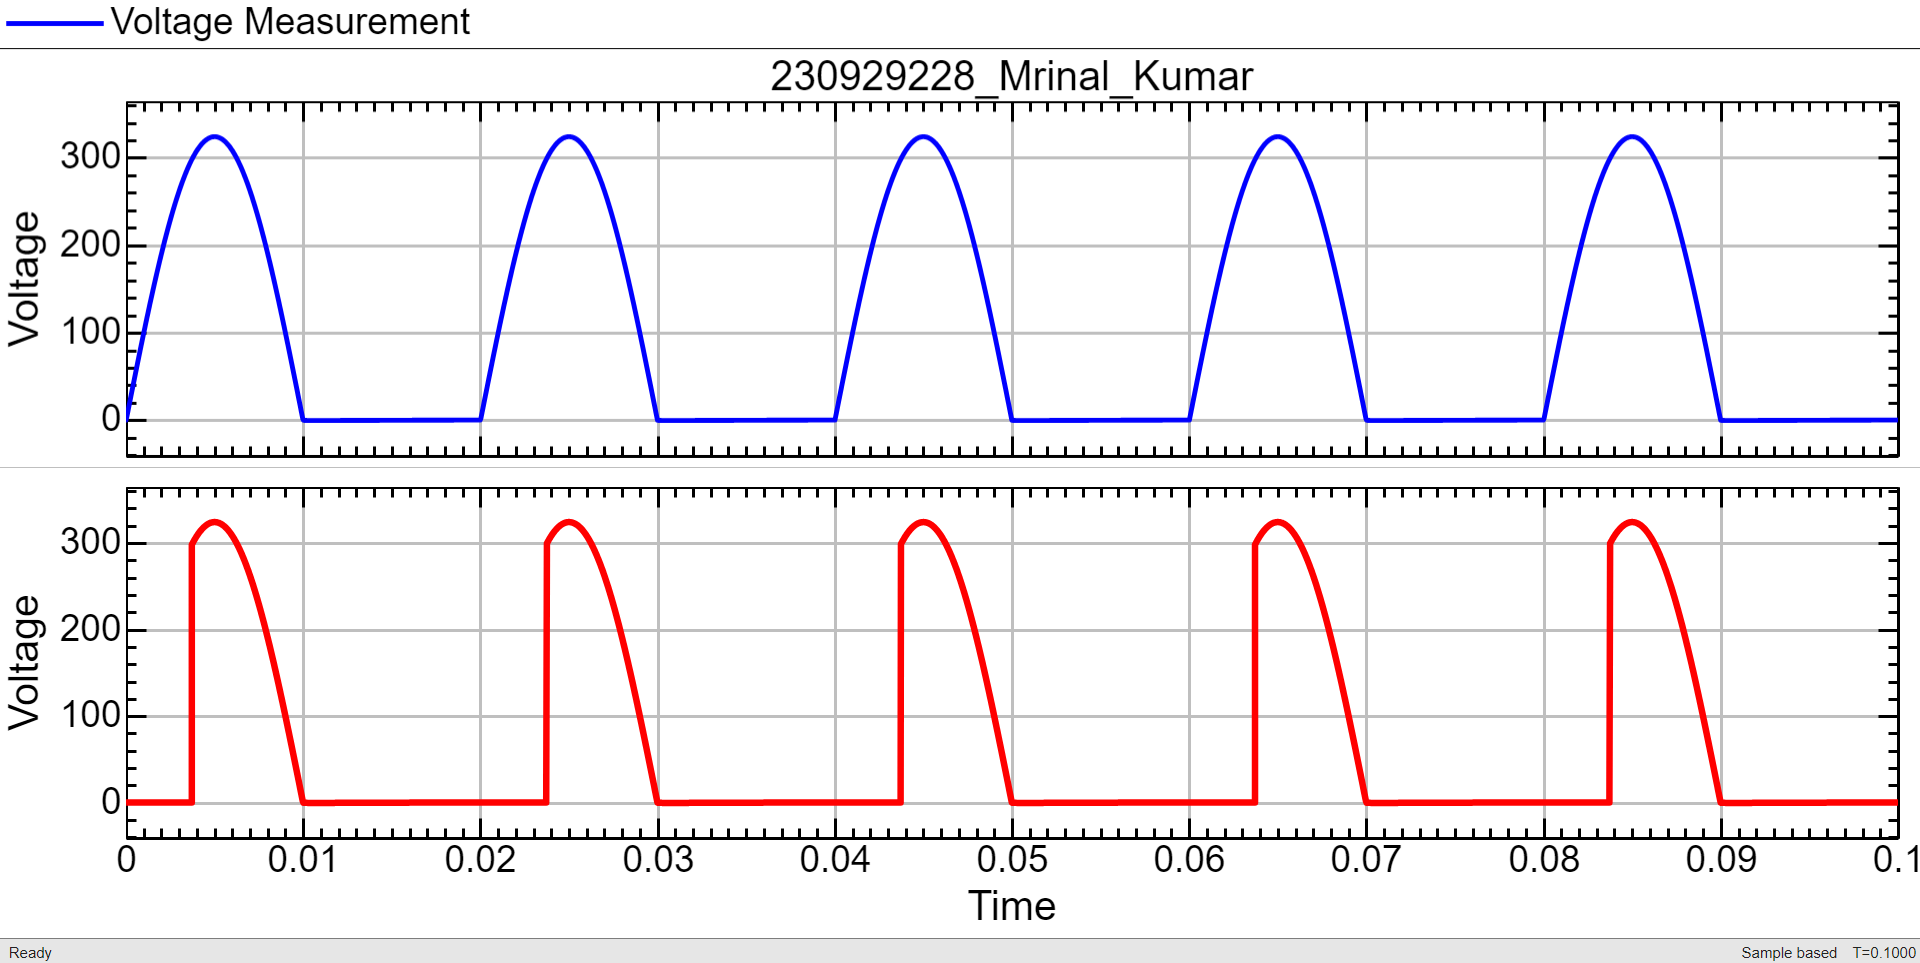 Voltage Measurement
230929228_Mrinal_Kumar
300
200
100
0
Voltage
300
200
100
0
Voltage
0 0.01 0.02 0.03 0.04 0.05 0.06 0.07 0.08 0.09 0.1
Time
Ready Sample based T=0.1000